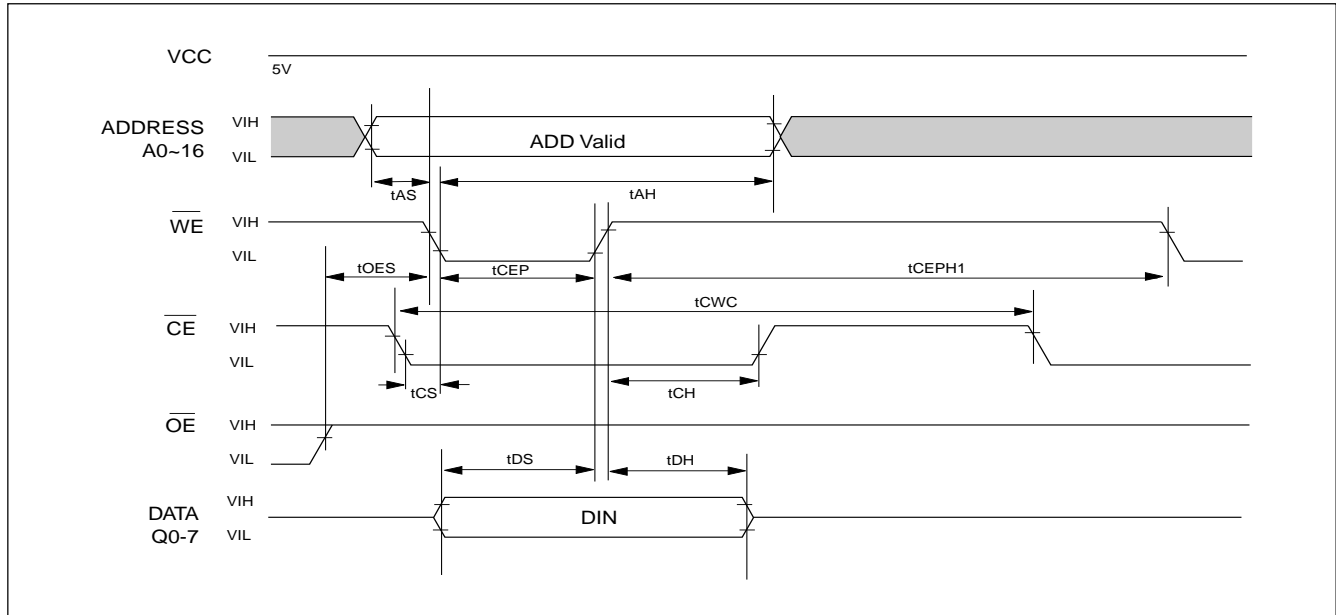 VCC
5V
ADDRESS
A0~16
VIH
VIL
ADD Valid
tAS
tAH
WE
VIH
VIL
tOES
tCEP
tCEPH1
tCWC
CE
VIH
VIL
tCS
tCH
OE
VIH
VIL
tDS
tDH
DATA
Q0-7
VIH
VIL
DIN